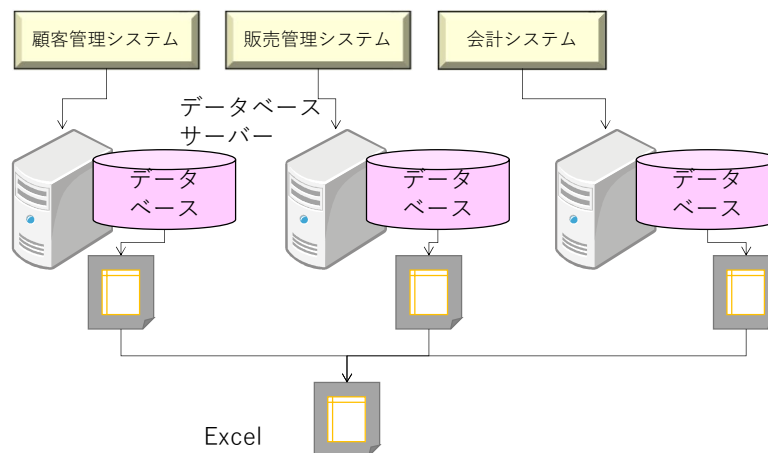 顧客管理システム
販売管理システム
会計システム
データベース
サーバー
データ
ベース
データ
ベース
データ
ベース
Excel